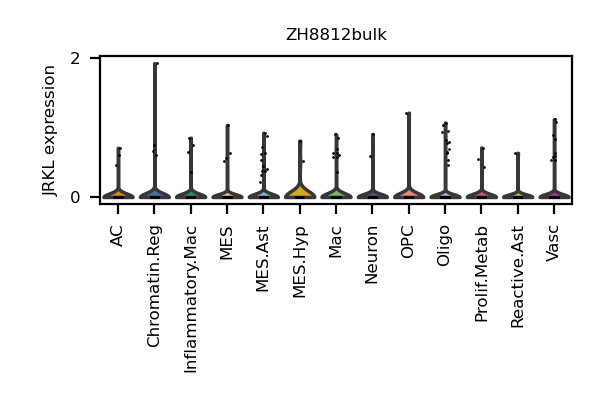 ZH8812bulk
JRKL expression
2
0
AC
Chromatin.Reg
Inflammatory.Mac
MES
MES.Ast
MES.Hyp
Mac
Neuron
OPC
Oligo
Prolif.Metab
Reactive.Ast
Vasc